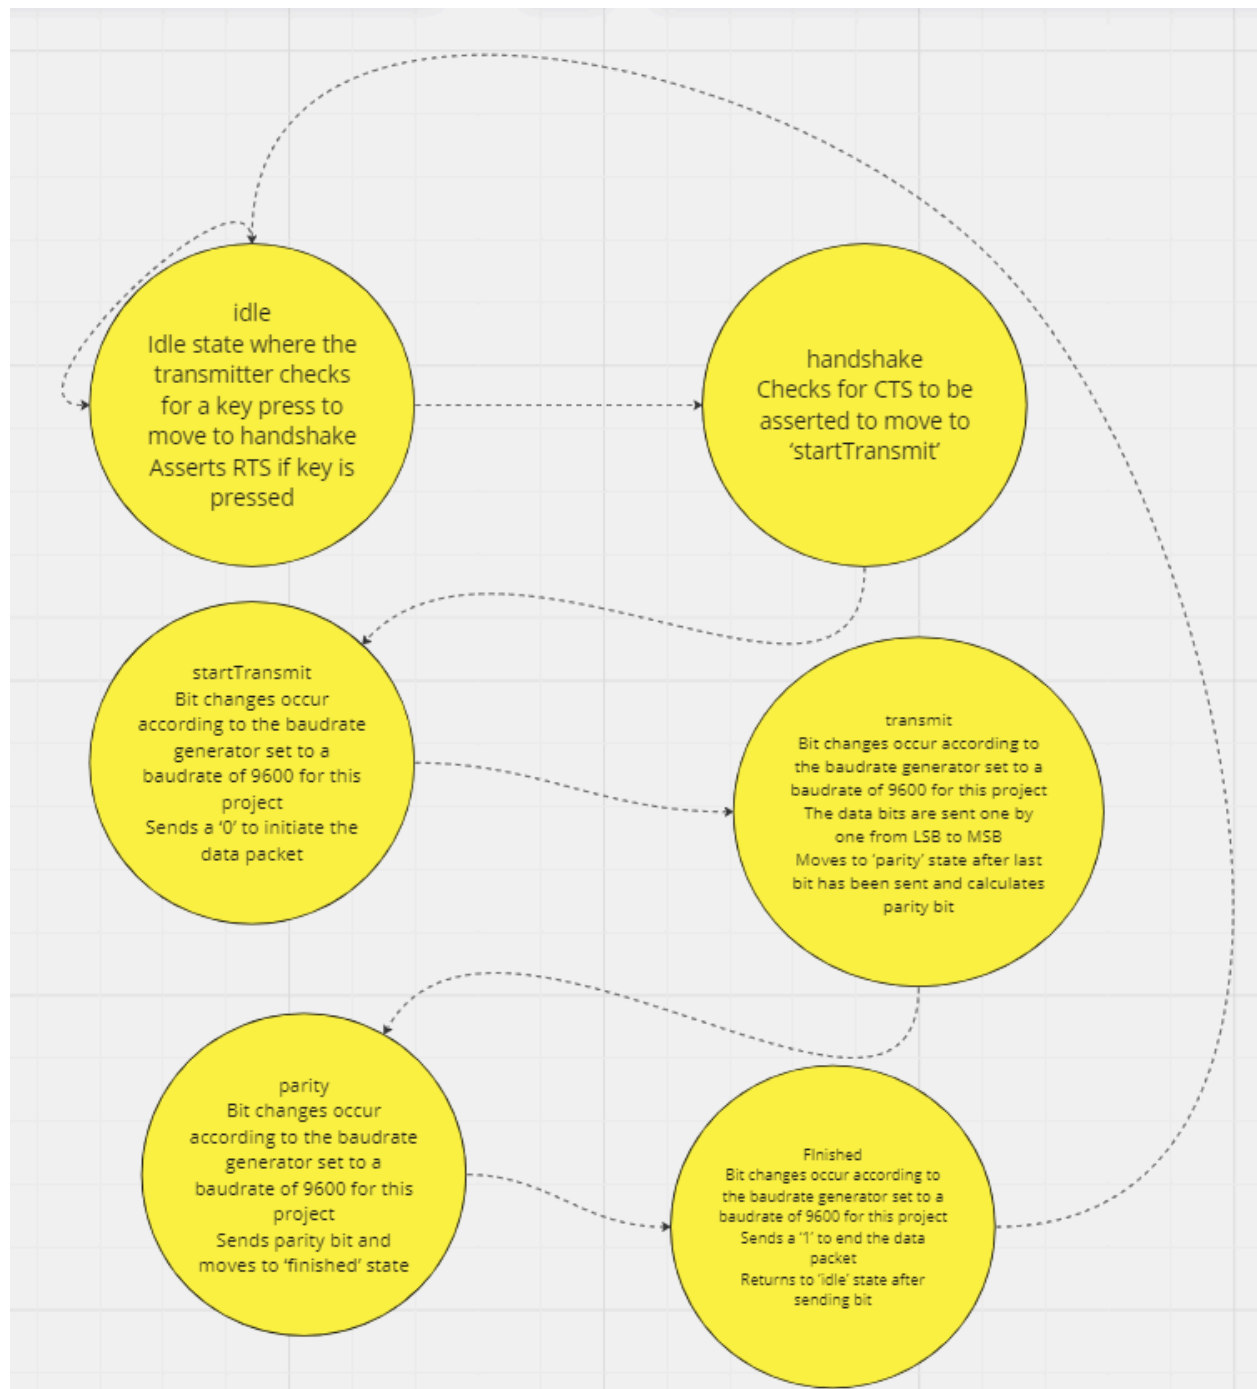 idle
Idle state where the
transmitter checks
for a key press to
move to handshake
Asserts RTS if key is
pressed
handshake
Checks for CTS to be
asserted to move to
‘startTransmit’
startTransmit
Bit changes occur
according to the baudrate
generator set to a
baudrate of 9600 for this
project
Sends a ‘0’ to initiate the
data packet
transmit
Bit changes occur according to
the baudrate generator set to a
baudrate of 9600 for this project
The data bits are sent one by
one from LSB to MSB
Moves to ‘parity’ state after last
bit has been sent and calculates
parity bit
parity
Bit changes occur
according to the baudrate
generator set to a
baudrate of 9600 for this
project
Sends parity bit and
moves to ‘finished’ state
FInished
Bit changes occur according to
the baudrate generator set to a
baudrate of 9600 for this project
Sends a ‘1’ to end the data
packet
Returns to ‘idle’ state after
sending bit